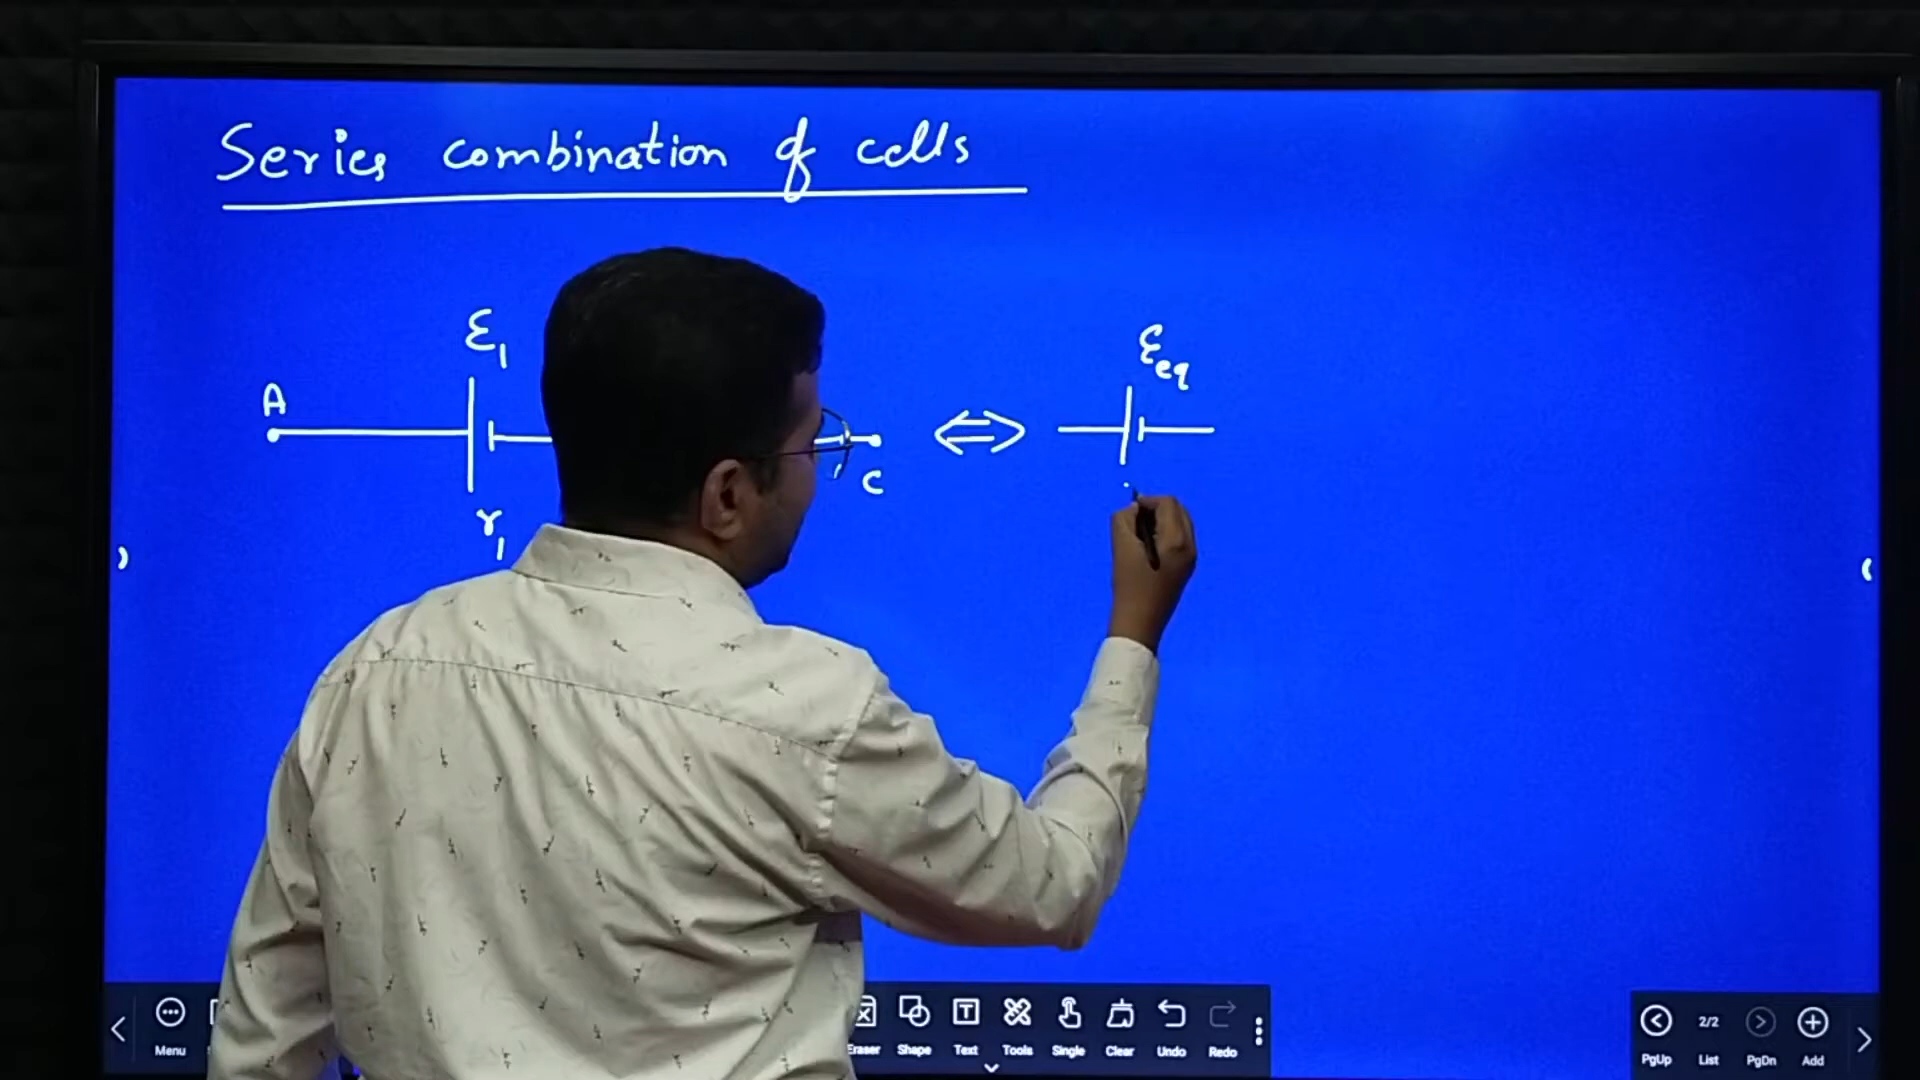 Series combination of cells
ε₁
ε_eq
A
C
r₁
Menu
Eraser Shape Text Tools Single Clear Undo Redo
2/2
PgUp List PgDn Add